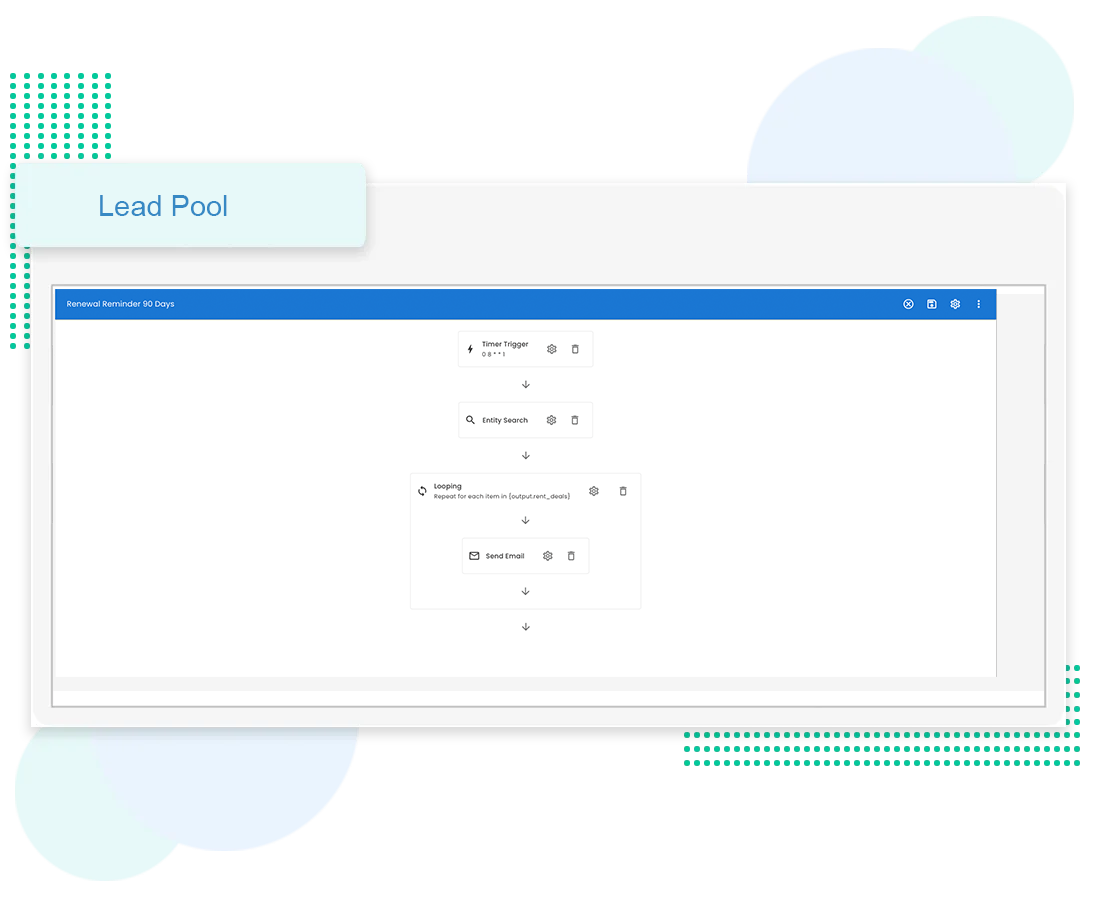 Lead Pool
Renewal Reminder 90 Days
Timer Trigger
0 8 * * 1
Entity Search
Looping
Repeat for each item in {output.rent_deals}
Send Email